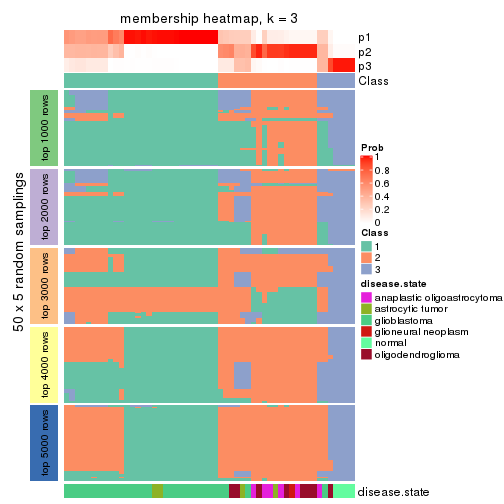 membership heatmap, k = 3
p1
p2
p3
Class
50 x 5 random samplings
top 1000 rows
top 2000 rows
top 3000 rows
top 4000 rows
top 5000 rows
Prob
1
0.8
0.6
0.4
0.2
0
Class
1
2
3
disease.state
anaplastic oligoastrocytoma
astrocytic tumor
glioblastoma
glioneural neoplasm
normal
oligodendroglioma
disease.state